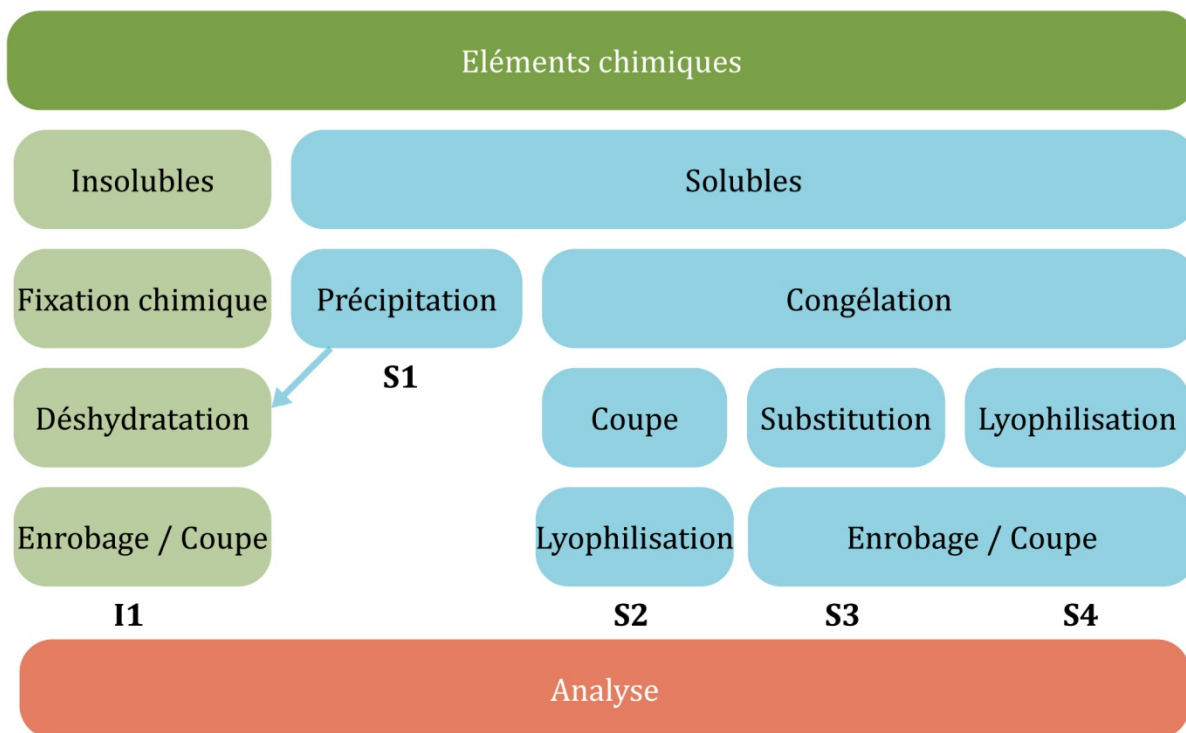 Eléments chimiques
Insolubles
Solubles
Fixation chimique
Précipitation
Congélation
S1
Déshydratation
Coupe
Substitution
Lyophilisation
Enrobage / Coupe
Lyophilisation
Enrobage / Coupe
I1
S2
S3
S4
Analyse